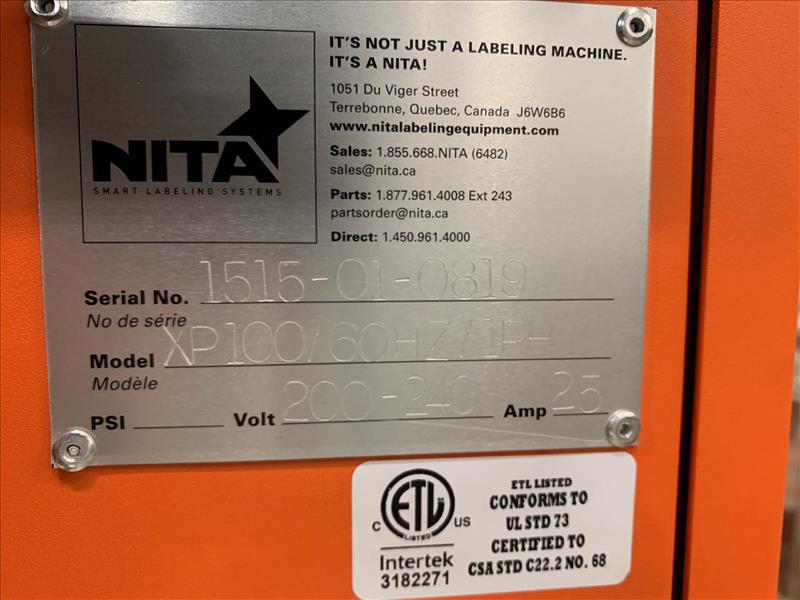 IT'S NOT JUST A LABELING MACHINE.
IT'S A NITA!
1051 Du Viger Street
Terrebonne, Quebec, Canada J6W6B6
www.nitalabelingequipment.com
Sales: 1.855.668.NITA (6482)
sales@nita.ca
Parts: 1.877.961.4008 Ext 243
partsorder@nita.ca
Direct: 1.450.961.4000
NITA
SMART LABELING SYSTEMS
Serial No. 1515-01-0819
No de série
Model XP100/60HZ/1PH
Modèle
PSI Volt 200-240 Amp 25
C ETL US
LISTED
Intertek
3182271
ETL LISTED
CONFORMS TO
UL STD 73
CERTIFIED TO
CSA STD C22.2 NO. 68